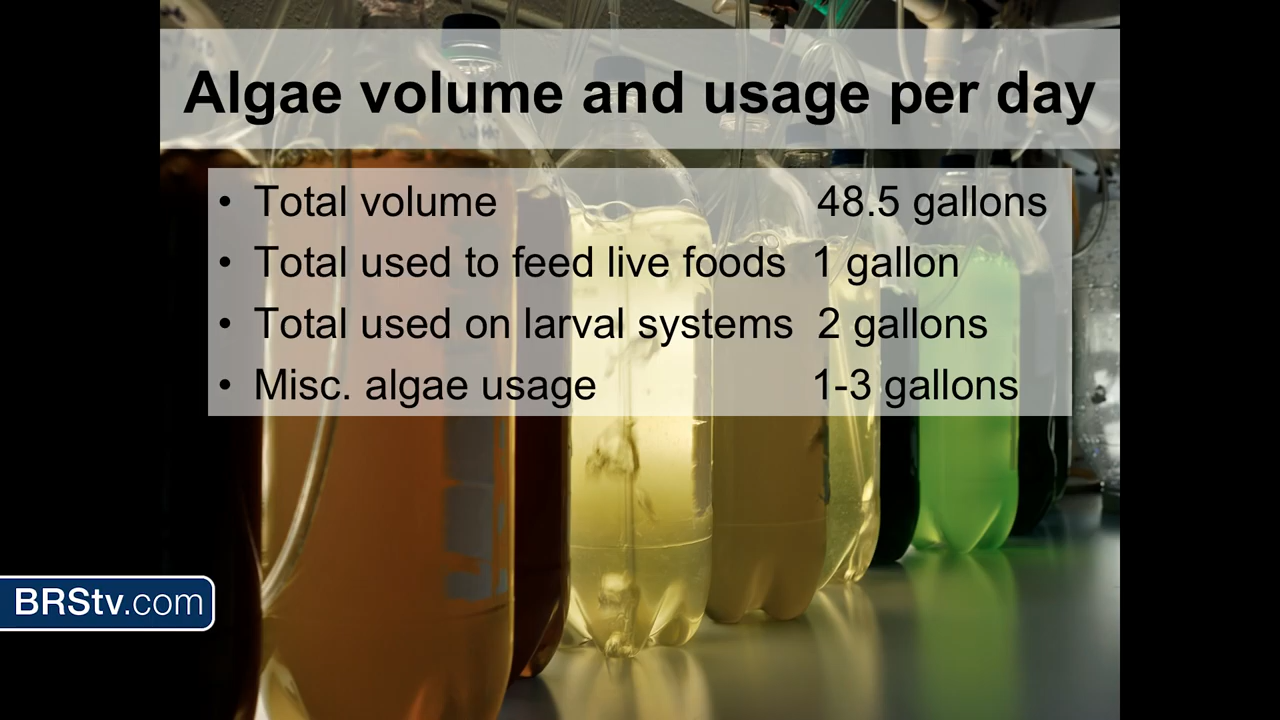 Algae volume and usage per day
• Total volume 48.5 gallons
• Total used to feed live foods 1 gallon
• Total used on larval systems 2 gallons
• Misc. algae usage 1-3 gallons
BRStv.com